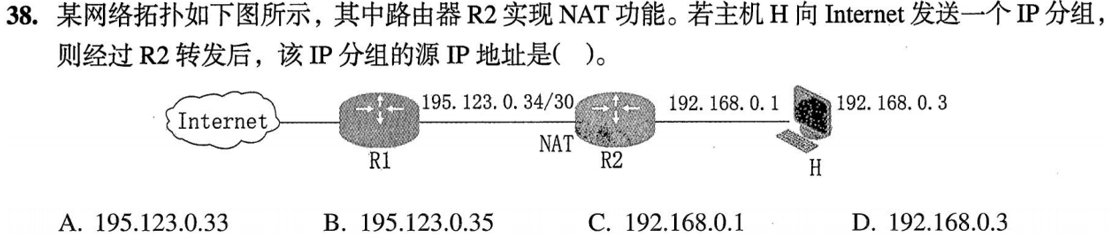 38. 某网络拓扑如下图所示，其中路由器 R2 实现 NAT 功能。若主机 H 向 Internet 发送一个 IP 分组，
则经过 R2 转发后，该 IP 分组的源 IP 地址是(　)。
195.123.0.34/30
192.168.0.1
192.168.0.3
Internet
NAT
R1
R2
H
A. 195.123.0.33 B. 195.123.0.35 C. 192.168.0.1 D. 192.168.0.3